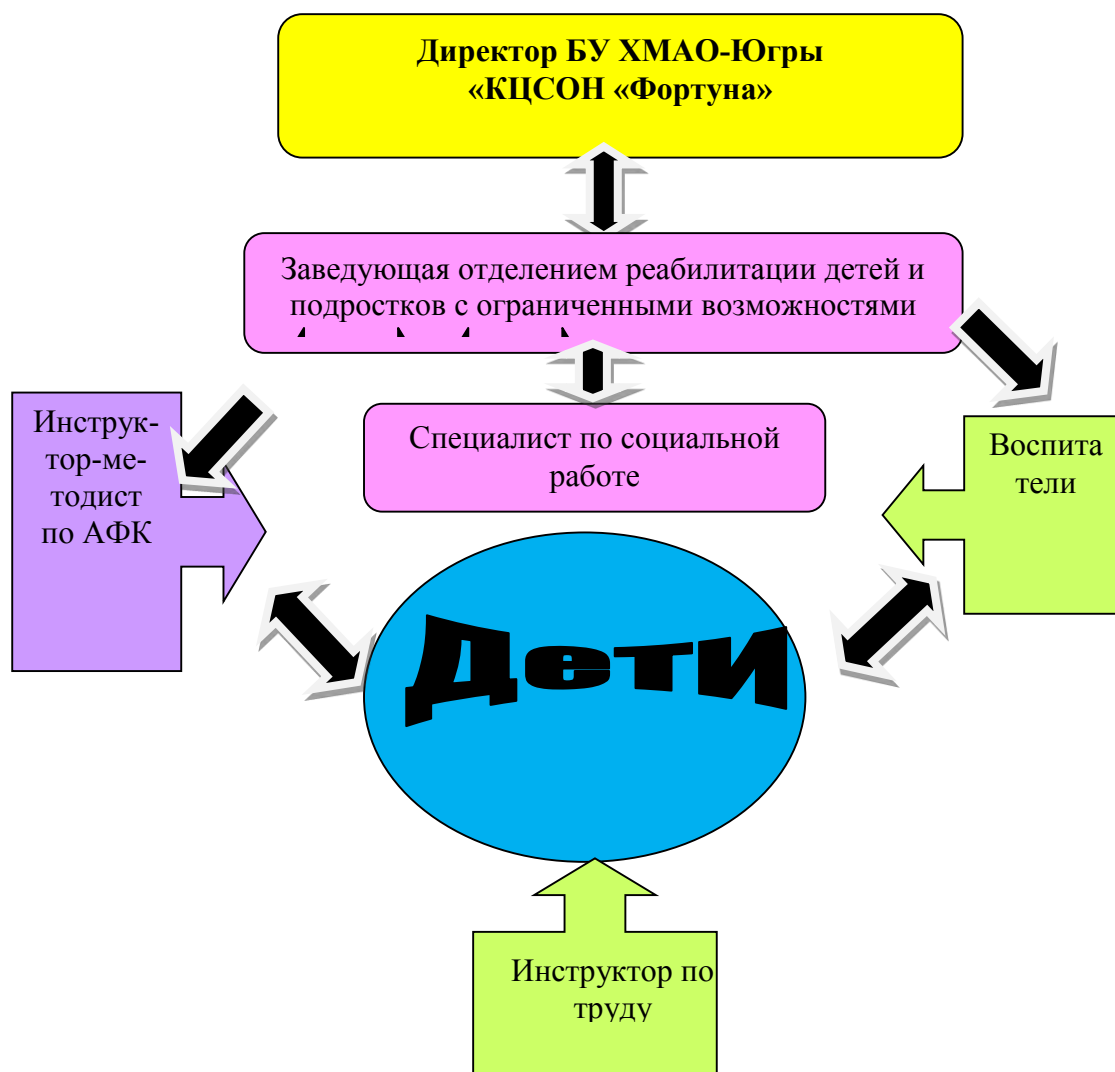 Директор БУ ХМАО-Югры
«КЦСОН «Фортуна»
Заведующая отделением реабилитации детей и
подростков с ограниченными возможностями
Специалист по социальной
работе
Инструк-
тор-ме-
тодист
по АФК
Воспита
тели
Дети
Инструктор по
труду